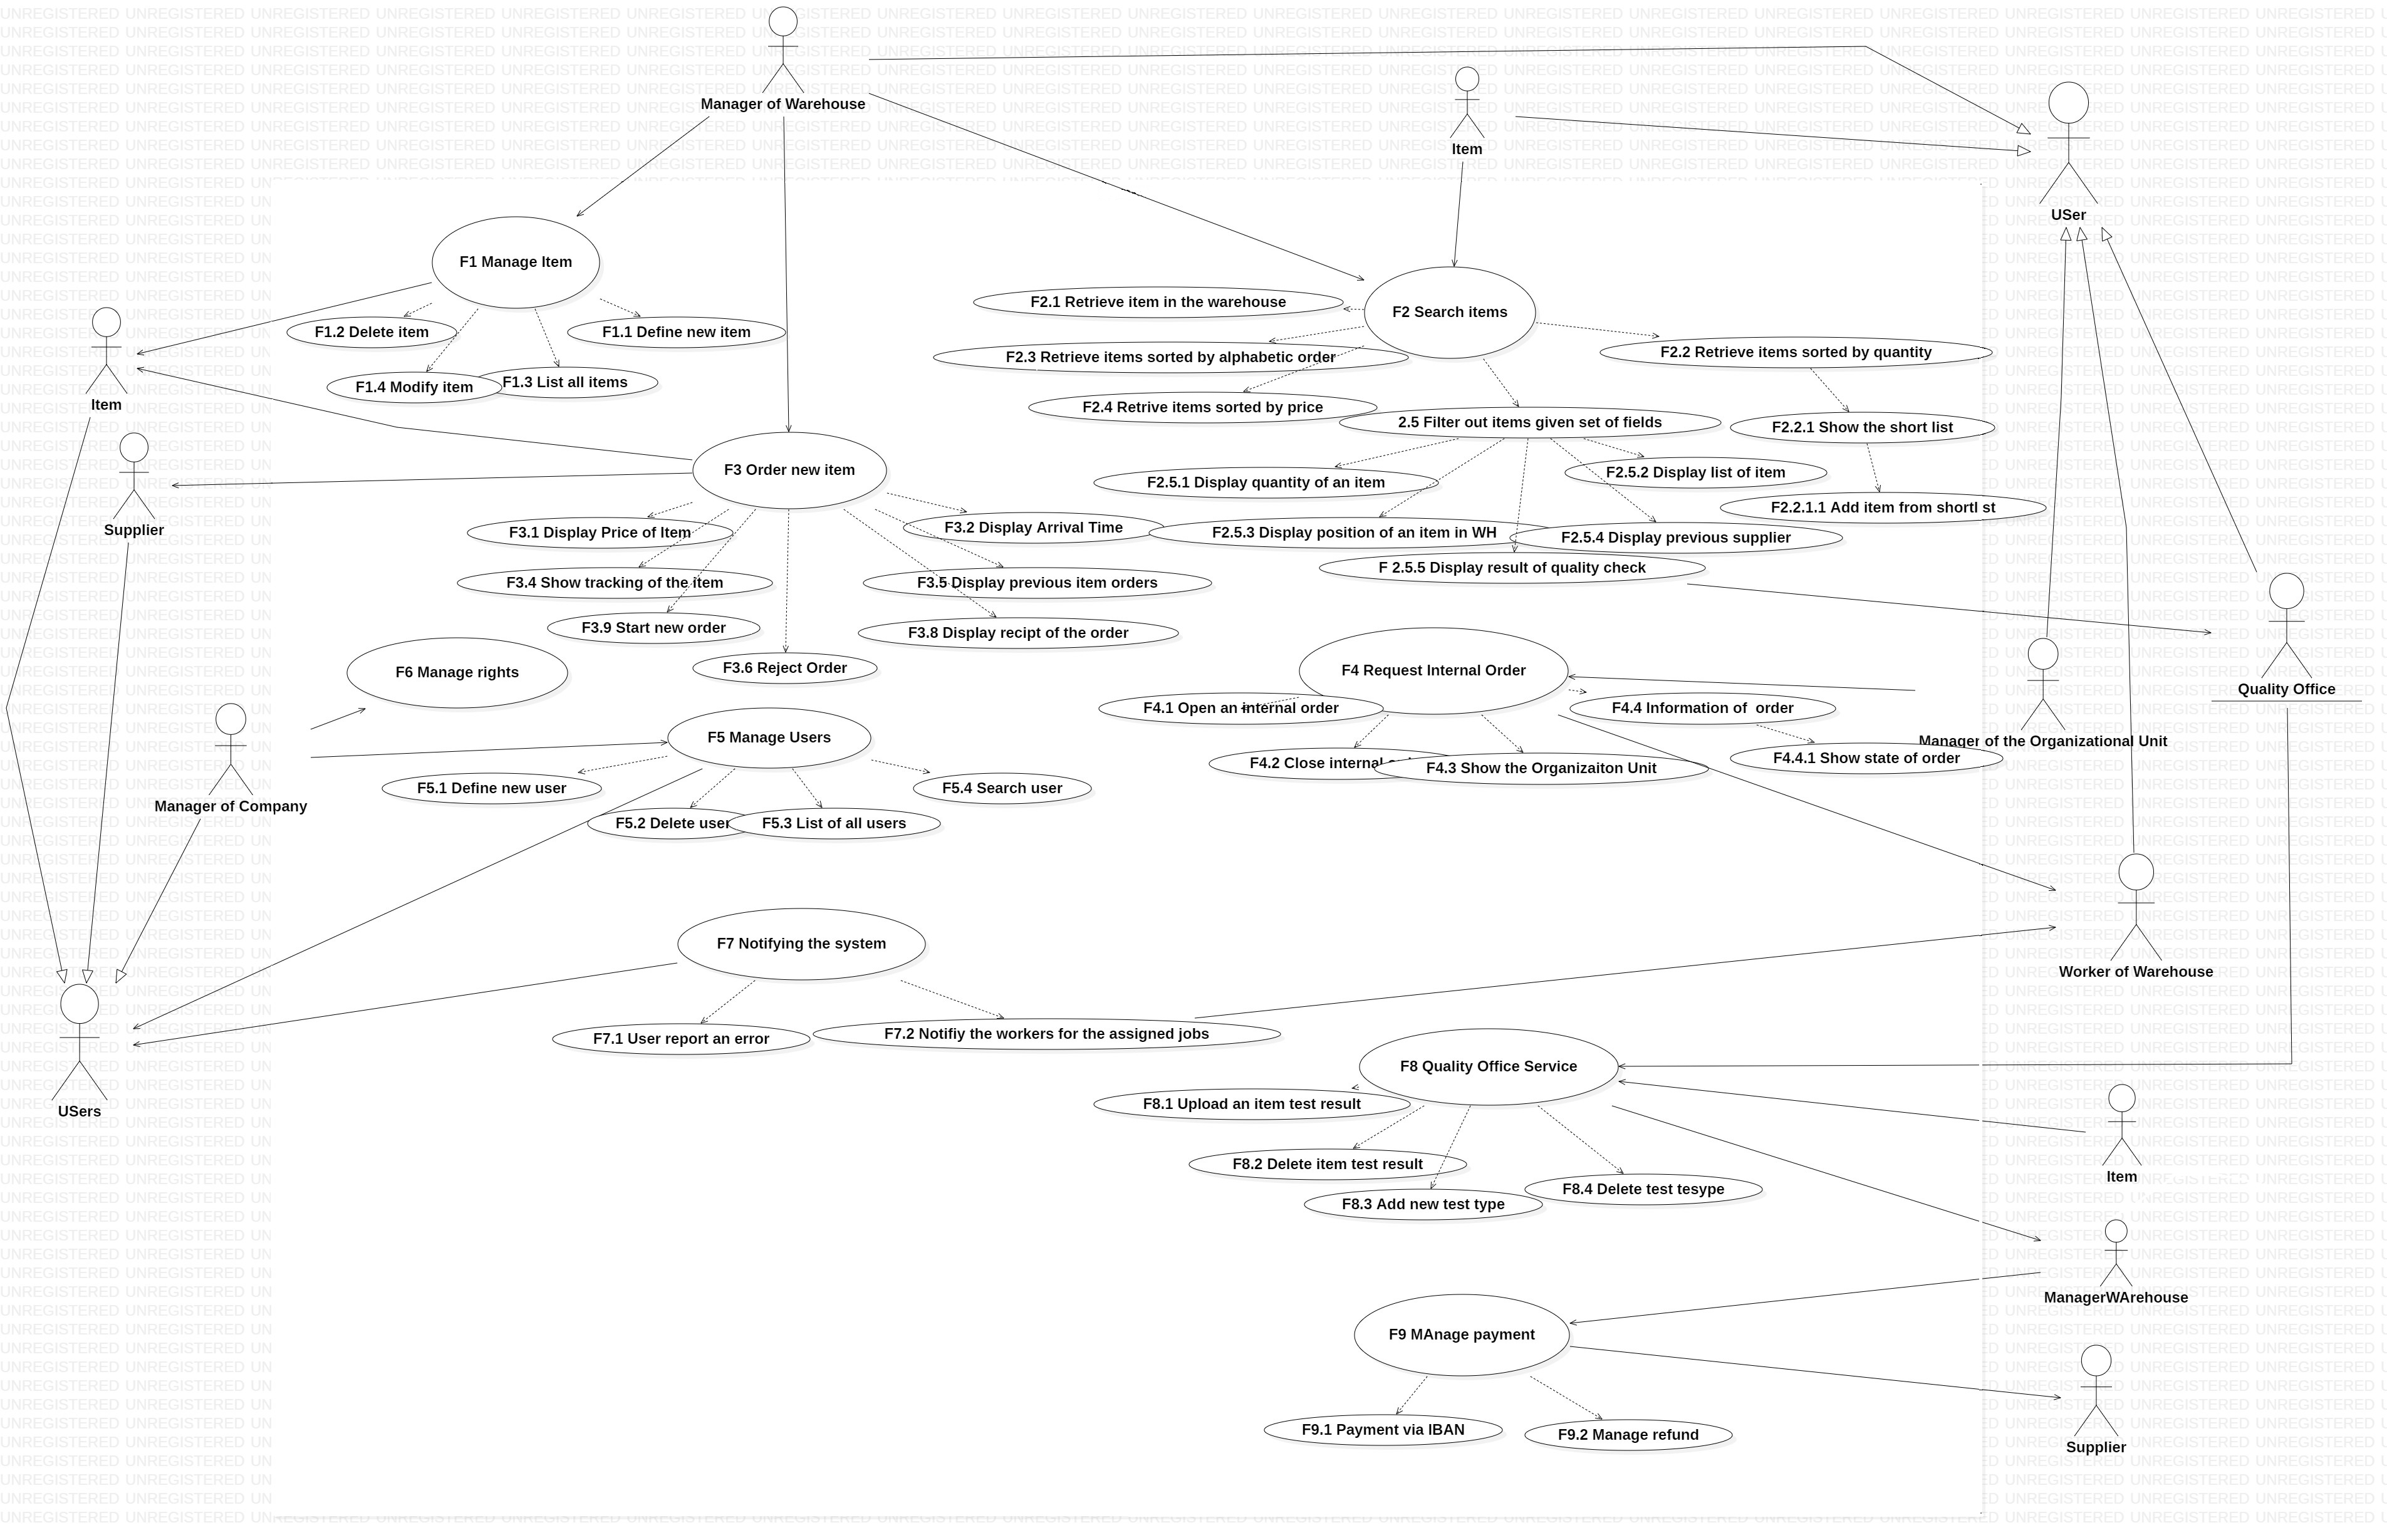 Manager of Warehouse
Item
USer
F1 Manage Item
F2.1 Retrieve item in the warehouse
F2 Search items
F1.2 Delete item
F1.1 Define new item
F2.3 Retrieve items sorted by alphabetic order
F2.2 Retrieve items sorted by quantity
F1.4 Modify item
F1.3 List all items
Item
F2.4 Retrive items sorted by price
2.5 Filter out items given set of fields
F2.2.1 Show the short list
F3 Order new item
F2.5.1 Display quantity of an item
F2.5.2 Display list of item
F2.2.1.1 Add item from shortl st
Supplier
F3.1 Display Price of Item
F3.2 Display Arrival Time
F2.5.3 Display position of an item in WH
F2.5.4 Display previous supplier
F 2.5.5 Display result of quality check
F3.4 Show tracking of the item
F3.5 Display previous item orders
F3.9 Start new order
F3.8 Display recipt of the order
F3.6 Reject Order
F6 Manage rights
F4 Request Internal Order
Quality Office
F4.1 Open an internal order
F4.4 Information of  order
F5 Manage Users
Manager of the Organizational Unit
F4.2 Close internal
F4.3 Show the Organizaiton Unit
F4.4.1 Show state of order
F5.1 Define new user
F5.4 Search user
Manager of Company
F5.2 Delete user
F5.3 List of all users
F7 Notifying the system
Worker of Warehouse
F7.1 User report an error
F7.2 Notifiy the workers for the assigned jobs
F8 Quality Office Service
USers
F8.1 Upload an item test result
F8.2 Delete item test result
F8.3 Add new test type
F8.4 Delete test tesype
Item
ManagerWArehouse
F9 MAnage payment
F9.1 Payment via IBAN
F9.2 Manage refund
Supplier